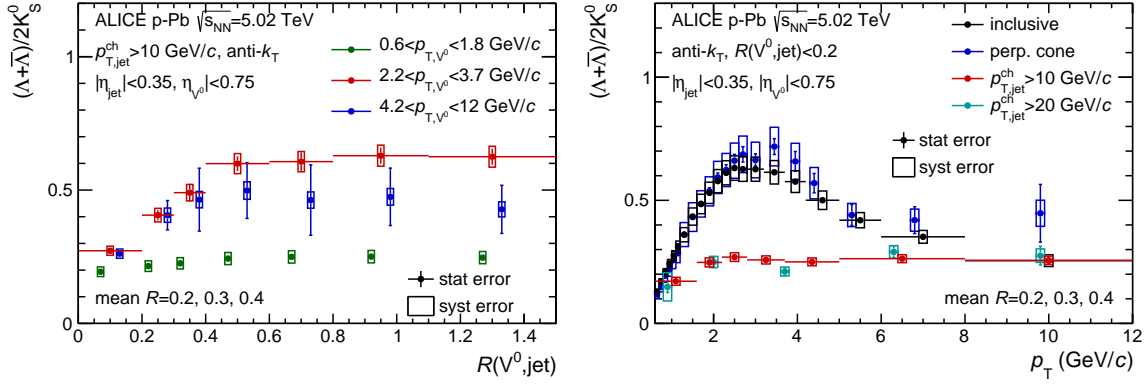 ALICE p-Pb √s_NN=5.02 TeV
p^ch_T,jet>10 GeV/c, anti-k_T
|η_jet|<0.35, |η_V⁰|<0.75
0.6<p_T,V⁰<1.8 GeV/c
2.2<p_T,V⁰<3.7 GeV/c
4.2<p_T,V⁰<12 GeV/c
(Λ+Λ̅)/2K⁰_S
1
0.5
0
stat error
syst error
mean R=0.2, 0.3, 0.4
0 0.2 0.4 0.6 0.8 1 1.2 1.4
R(V⁰,jet)
ALICE p-Pb √s_NN=5.02 TeV
anti-k_T, R(V⁰,jet)<0.2
|η_jet|<0.35, |η_V⁰|<0.75
inclusive
perp. cone
p^ch_T,jet>10 GeV/c
p^ch_T,jet>20 GeV/c
(Λ+Λ̅)/2K⁰_S
1
0.5
0
stat error
syst error
mean R=0.2, 0.3, 0.4
2 4 6 8 10 12
p_T (GeV/c)